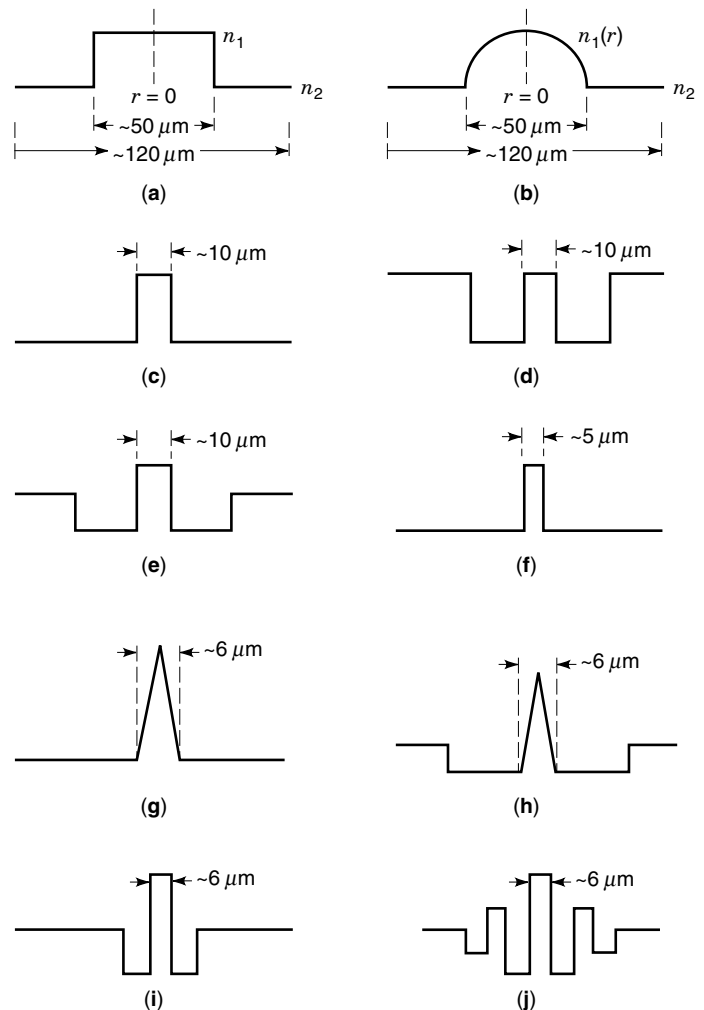 n1
n1(r)
n2
n2
r = 0
r = 0
~50 μm
~50 μm
~120 μm
~120 μm
(a)
(b)
~10 μm
~10 μm
(c)
(d)
~10 μm
~5 μm
(e)
(f)
~6 μm
~6 μm
(g)
(h)
~6 μm
~6 μm
(i)
(j)